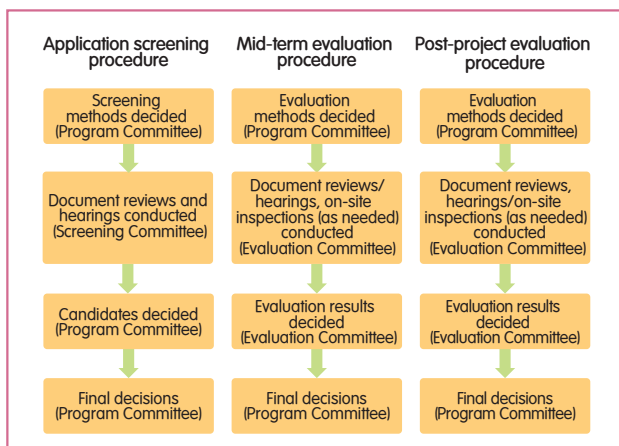 Application screening
procedure
Screening
methods decided
(Program Committee)
Document reviews and
hearings conducted
(Screening Committee)
Candidates decided
(Program Committee)
Final decisions
(Program Committee)
Mid-term evaluation
procedure
Evaluation
methods decided
(Program Committee)
Document reviews/
hearings, on-site
inspections (as needed)
conducted
(Evaluation Committee)
Evaluation results
decided
(Evaluation Committee)
Final decisions
(Program Committee)
Post-project evaluation
procedure
Evaluation
methods decided
(Program Committee)
Document reviews,
hearings/on-site
inspections (as needed)
conducted
(Evaluation Committee)
Evaluation results
decided
(Evaluation Committee)
Final decisions
(Program Committee)